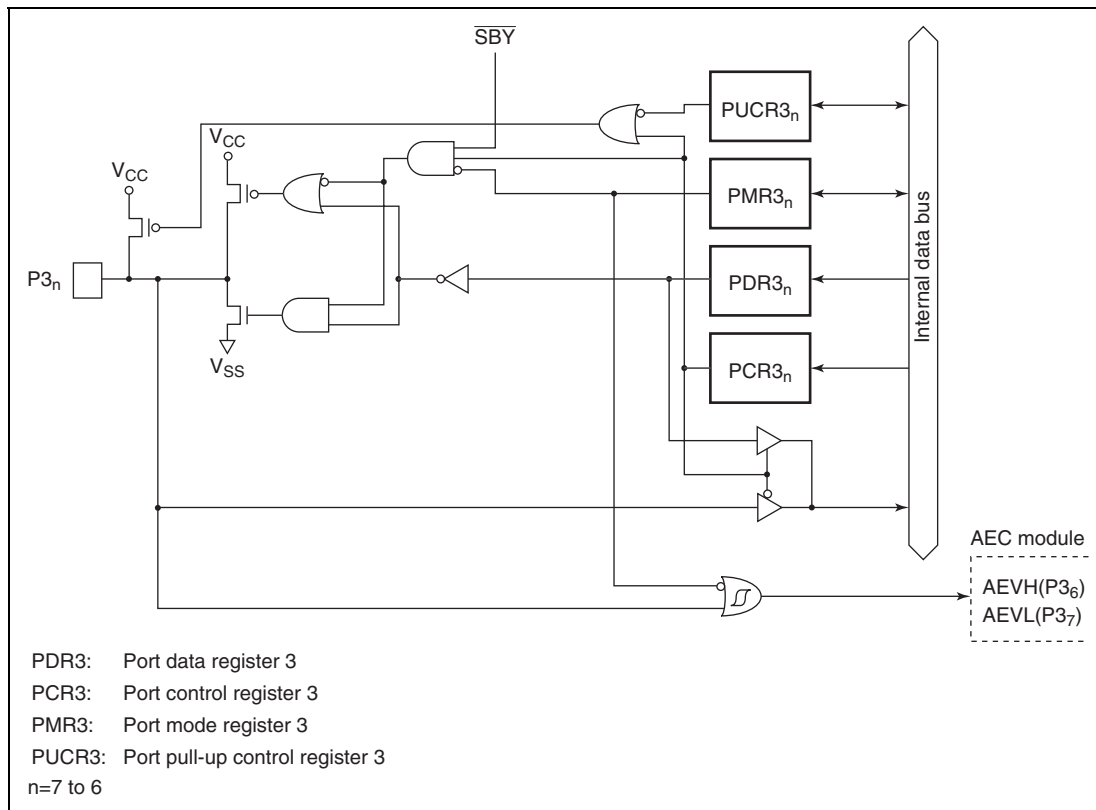 SBY
PUCR3n
VCC
VCC
PMR3n
P3n
PDR3n
VSS
PCR3n
Internal data bus
AEC module
AEVH(P36)
AEVL(P37)
PDR3: Port data register 3
PCR3: Port control register 3
PMR3: Port mode register 3
PUCR3: Port pull-up control register 3
n=7 to 6